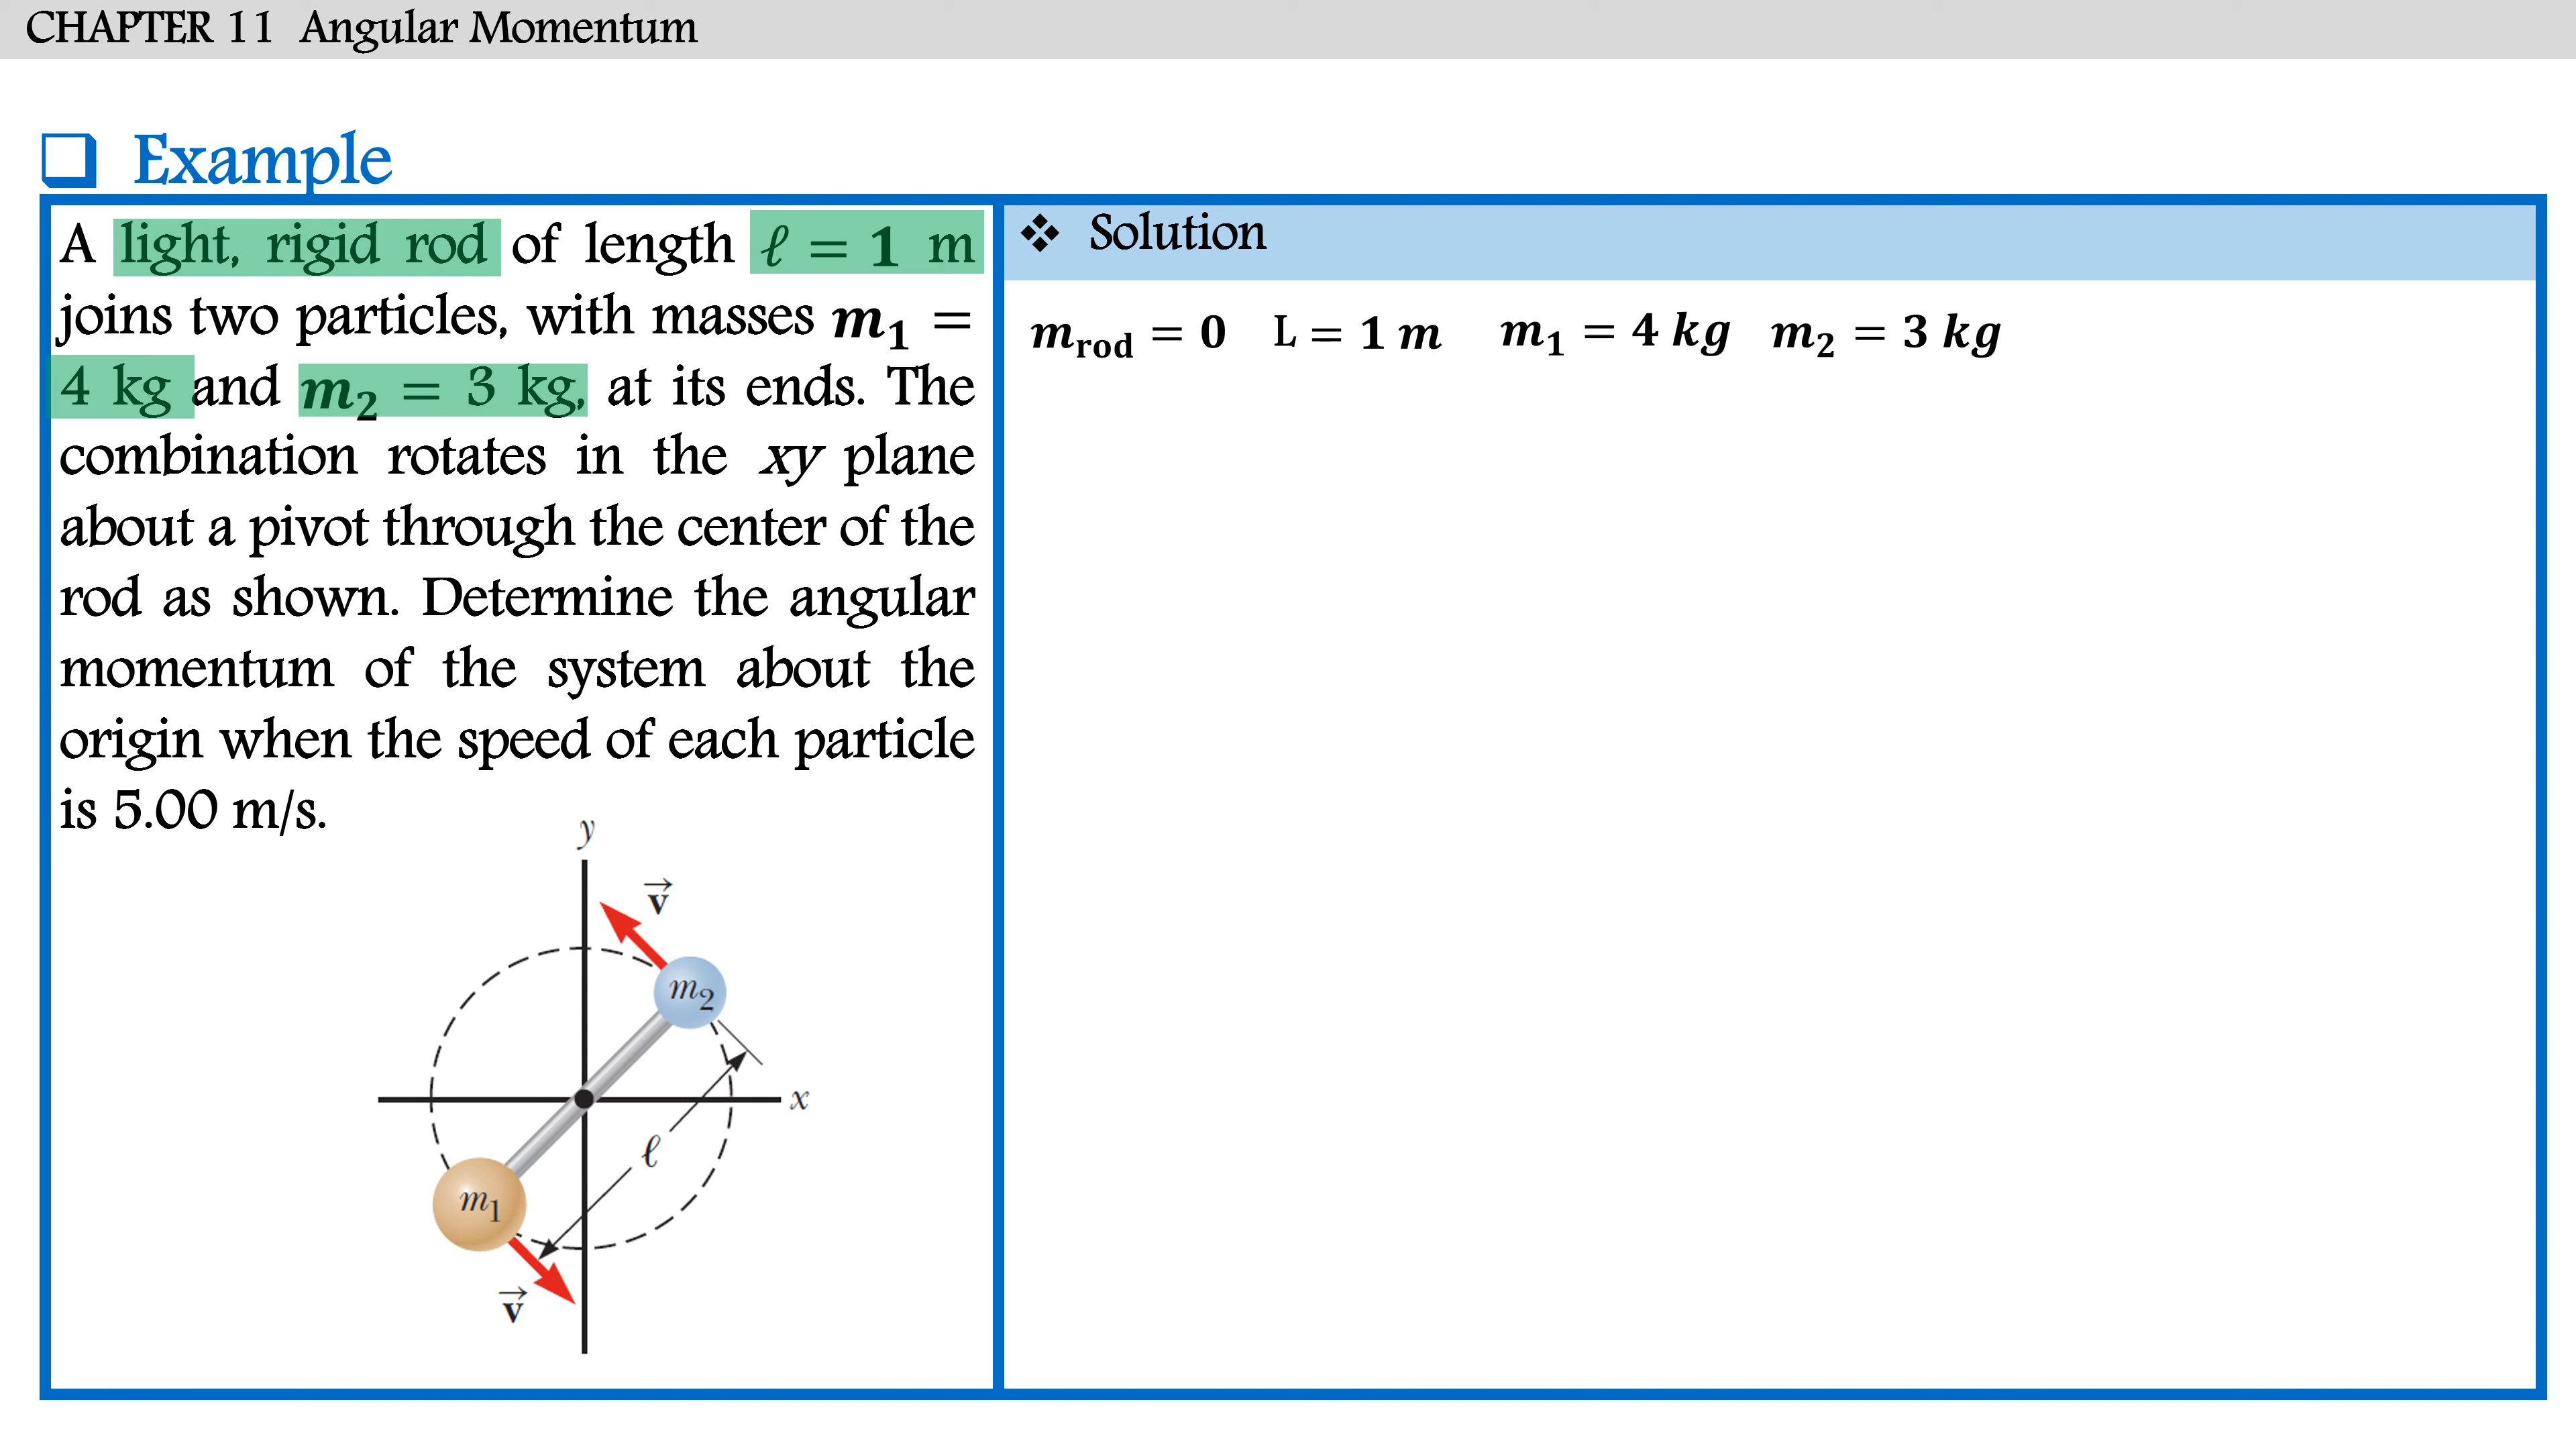 CHAPTER 11 Angular Momentum
❑ Example
A light, rigid rod of length ℓ = 1 m
joins two particles, with masses m₁ =
4 kg and m₂ = 3 kg, at its ends. The
combination rotates in the xy plane
about a pivot through the center of the
rod as shown. Determine the angular
momentum of the system about the
origin when the speed of each particle
is 5.00 m/s.
y
v⃗
m₂
x
ℓ
m₁
v⃗
❖ Solution
m_rod = 0 L = 1 m m₁ = 4 kg m₂ = 3 kg